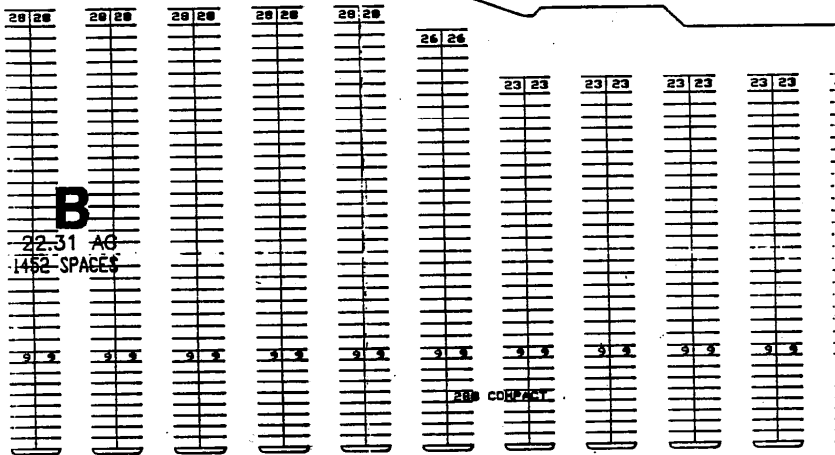 28 28 28 28 28 28 28 28 28 28
26 26
23 23 23 23 23 23 23 23
B
22.31 AC
1452 SPACES
9 9 9 9 9 9 9 9 9 9 9 9 9 9 9 9 9 9 9 9
COMPACT